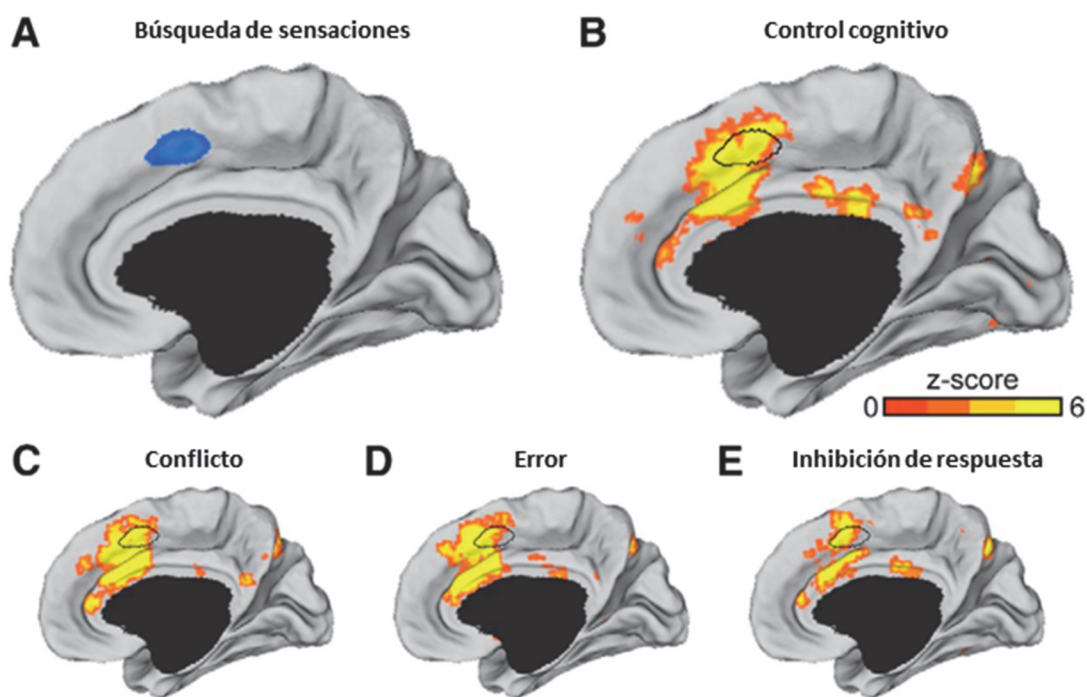 A Búsqueda de sensaciones
B Control cognitivo
z-score
0 6
C Conflicto
D Error
E Inhibición de respuesta